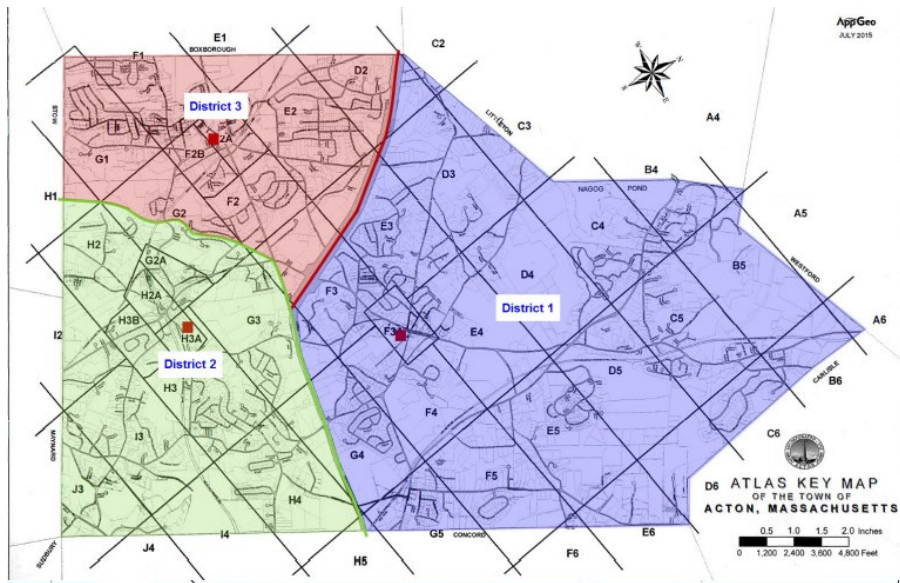 AppGeo
JULY 2015
E1
BOXBOROUGH
F1
C2
D2
District 3
LITTLETON
STOW
E2
C3
A4
2A
G1
F2B
D3
B4
NAGOG POND
H1
F2
A5
G2
E3
C4
H2
G2A
WESTFORD
B5
H2A
F3
D4
District 1
H3B
G3
C5
A6
I2
H3A
F3
E4
District 2
D5
CARLISLE
B6
H3
F4
MAYNARD
I3
E5
C6
G4
J3
F5
D6
ATLAS KEY MAP
OF THE TOWN OF
ACTON, MASSACHUSETTS
H4
I4
G5
CONCORD
E6
0.5 1.0 1.5 2.0 Inches
0 1,200 2,400 3,600 4,800 Feet
SUDBURY
J4
H5
F6
W
N
S
E